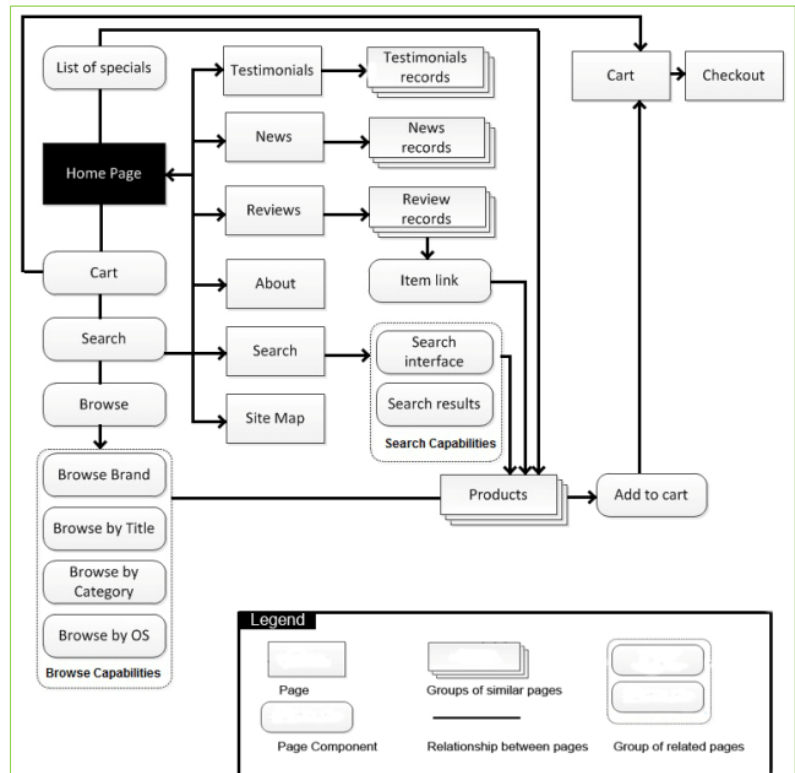 List of specials
Testimonials
Testimonials
records
Cart
Checkout
News
News
records
Home Page
Reviews
Review
records
Cart
About
Item link
Search
Search
Search
interface
Browse
Site Map
Search results
Search Capabilities
Browse Brand
Products
Add to cart
Browse by Title
Browse by
Category
Browse by OS
Browse Capabilities
Legend
Page
Groups of similar pages
Page Component
Relationship between pages
Group of related pages